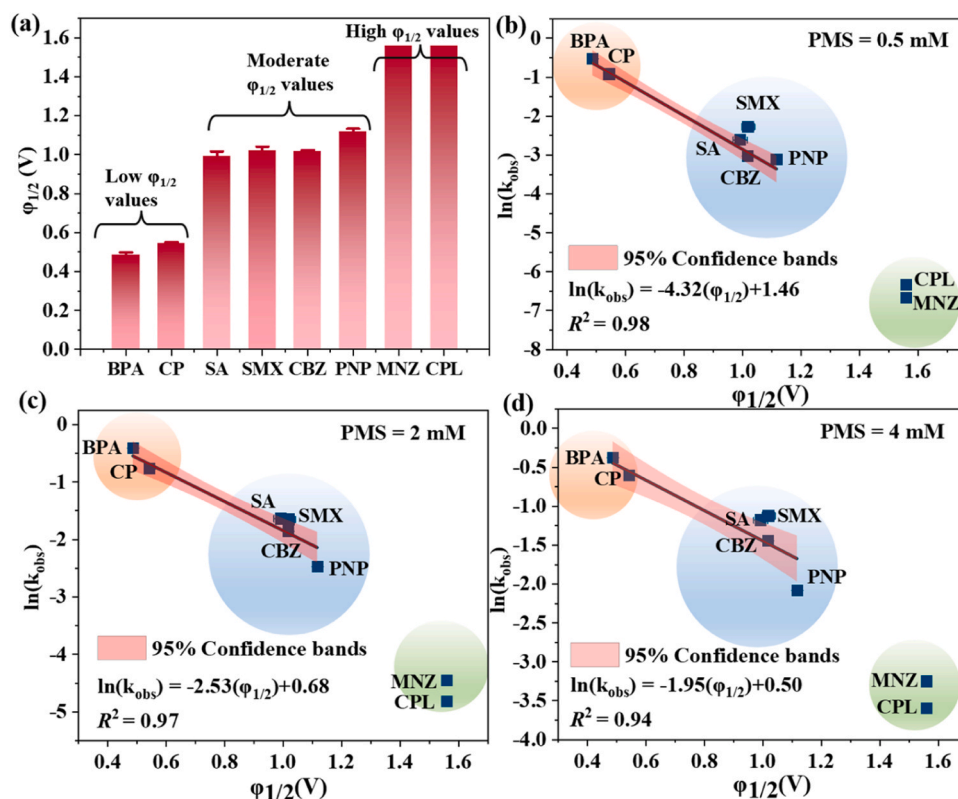 (a)
High φ1/2 values
Moderate
φ1/2 values
Low φ1/2
values
φ1/2 (V)
1.6
1.4
1.2
1.0
0.8
0.6
0.4
0.2
0.0
BPA CP SA SMX CBZ PNP MNZ CPL
(b)
PMS = 0.5 mM
BPA
CP
SMX
SA
CBZ
PNP
CPL
MNZ
95% Confidence bands
ln(kobs) = -4.32(φ1/2)+1.46
R2 = 0.98
ln(kobs)
0
-1
-2
-3
-4
-5
-6
-7
-8
0.4 0.6 0.8 1.0 1.2 1.4 1.6
φ1/2(V)
(c)
PMS = 2 mM
BPA
CP
SA
SMX
CBZ
PNP
MNZ
CPL
95% Confidence bands
ln(kobs) = -2.53(φ1/2)+0.68
R2 = 0.97
ln(kobs)
0
-1
-2
-3
-4
-5
0.4 0.6 0.8 1.0 1.2 1.4 1.6
φ1/2(V)
(d)
PMS = 4 mM
BPA
CP
SA
SMX
CBZ
PNP
MNZ
CPL
95% Confidence bands
ln(kobs) = -1.95(φ1/2)+0.50
R2 = 0.94
ln(kobs)
0.0
-0.5
-1.0
-1.5
-2.0
-2.5
-3.0
-3.5
-4.0
0.4 0.6 0.8 1.0 1.2 1.4 1.6
φ1/2(V)